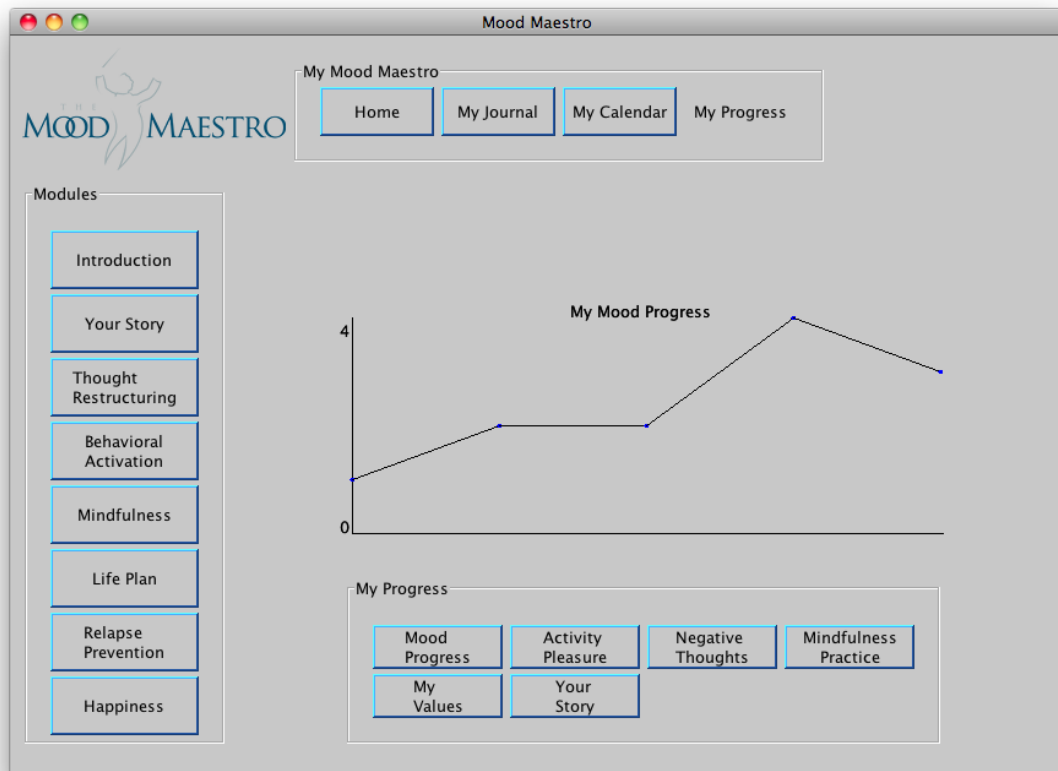 Mood Maestro
THE
MOOD MAESTRO
My Mood Maestro
Home
My Journal
My Calendar
My Progress
Modules
Introduction
Your Story
Thought
Restructuring
Behavioral
Activation
Mindfulness
Life Plan
Relapse
Prevention
Happiness
My Mood Progress
4
0
My Progress
Mood
Progress
Activity
Pleasure
Negative
Thoughts
Mindfulness
Practice
My
Values
Your
Story